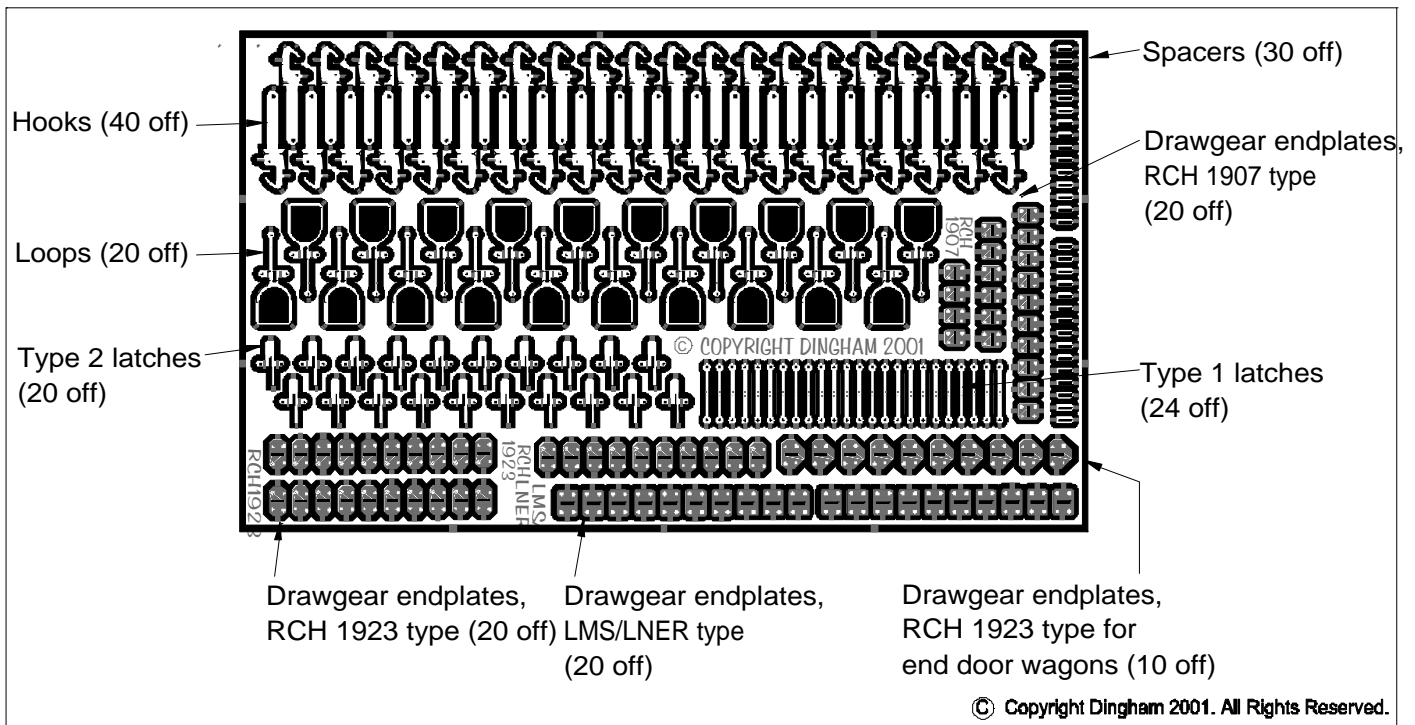 Spacers (30 off)
Hooks (40 off)
Drawgear endplates,
RCH 1907 type
(20 off)
RCH
1907
Loops (20 off)
© COPYRIGHT DINGHAM 2001
Type 2 latches
(20 off)
Type 1 latches
(24 off)
RCH1923
RCH
1923
LMS
LNER
Drawgear endplates,
RCH 1923 type (20 off)
Drawgear endplates,
LMS/LNER type
(20 off)
Drawgear endplates,
RCH 1923 type for
end door wagons (10 off)
© Copyright Dingham 2001. All Rights Reserved.